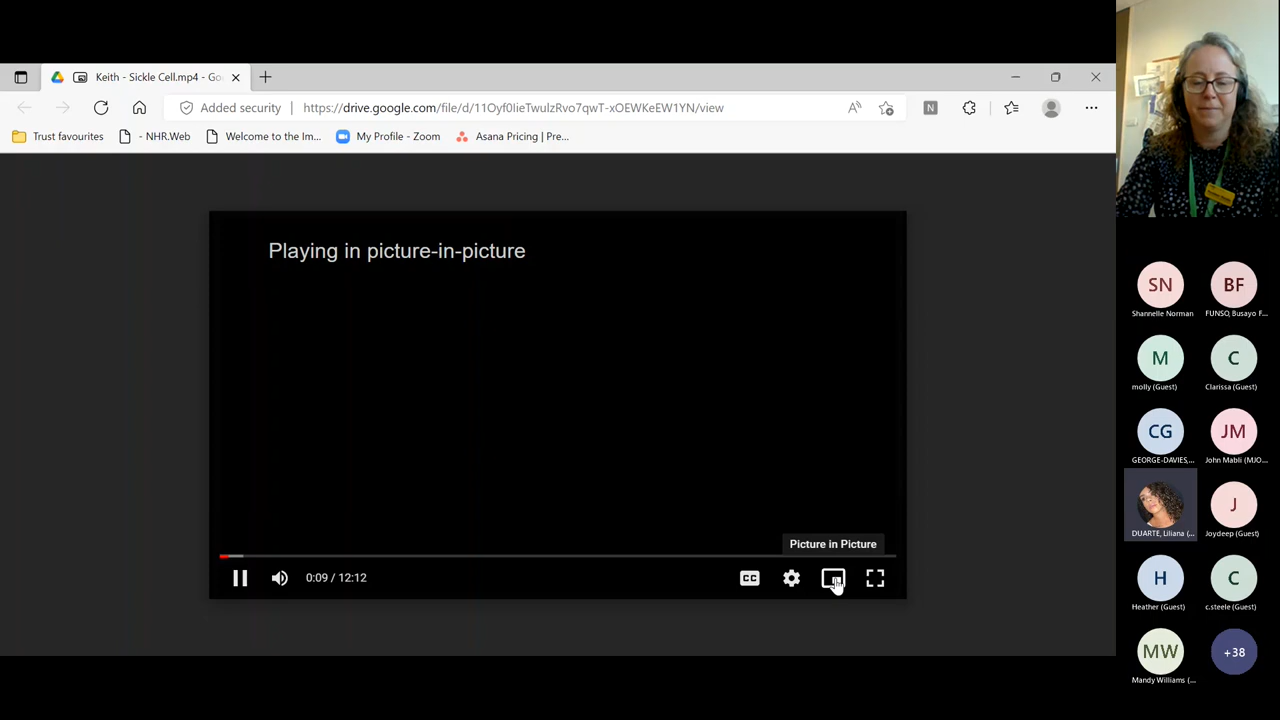 Keith - Sickle Cell.mp4 - Go
Added security
https://drive.google.com/file/d/11Oyf0lieTwulzRvo7qwT-xOEWKeEW1YN/view
A
N
Trust favourites
- NHR.Web
Welcome to the Im...
My Profile - Zoom
Asana Pricing | Pre...
Playing in picture-in-picture
Picture in Picture
0:09 / 12:12
CC
SN
BF
Shannelle Norman
FUNSO, Busayo F...
M
C
molly (Guest)
Clarissa (Guest)
CG
JM
GEORGE-DAVIES,...
John Mabli (MJO...
J
DUARTE, Liliana (...
Joydeep (Guest)
H
C
Heather (Guest)
c.steele (Guest)
MW
+38
Mandy Williams (...